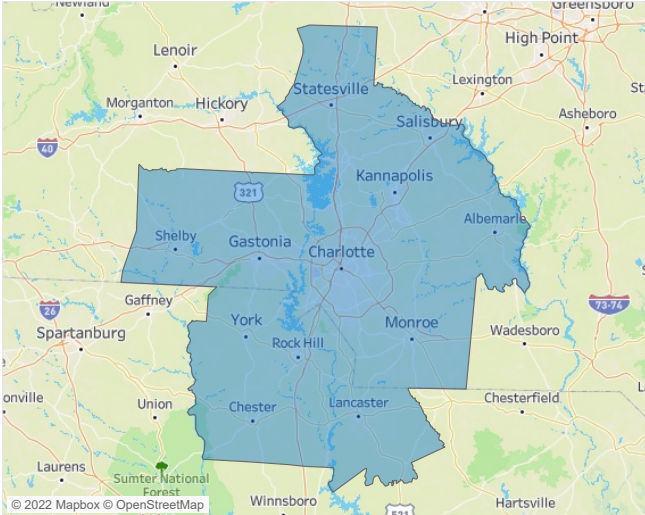 Newland
Greensboro
High Point
Lenoir
Lexington
Statesville
Morganton
Hickory
Asheboro
Salisbury
40
Kannapolis
321
Albemarle
Shelby
Gastonia
Charlotte
Gaffney
26
73-74
York
Monroe
Spartanburg
Wadesboro
Rock Hill
onville
Union
Chester
Lancaster
Chesterfield
Laurens
Sumter National
Forest
Winnsboro
Hartsville
© 2022 Mapbox © OpenStreetMap
521